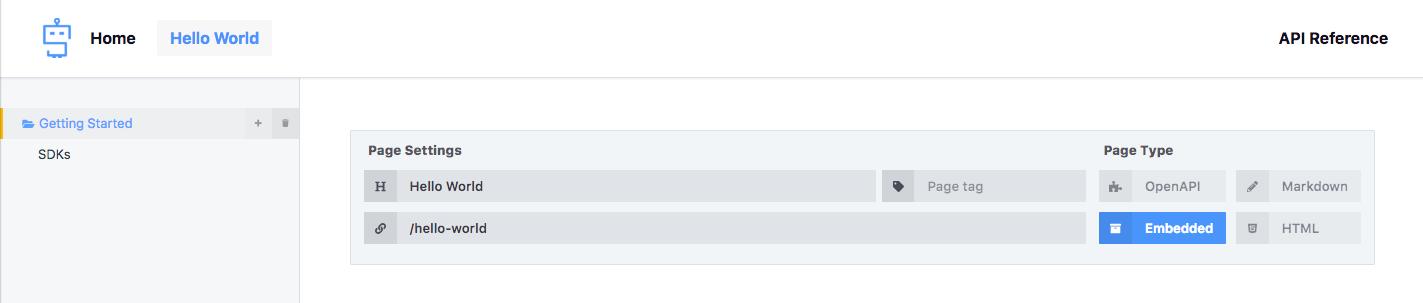 Home
Hello World
API Reference
Getting Started
SDKs
Page Settings
Page Type
H
Hello World
Page tag
OpenAPI
Markdown
/hello-world
Embedded
HTML